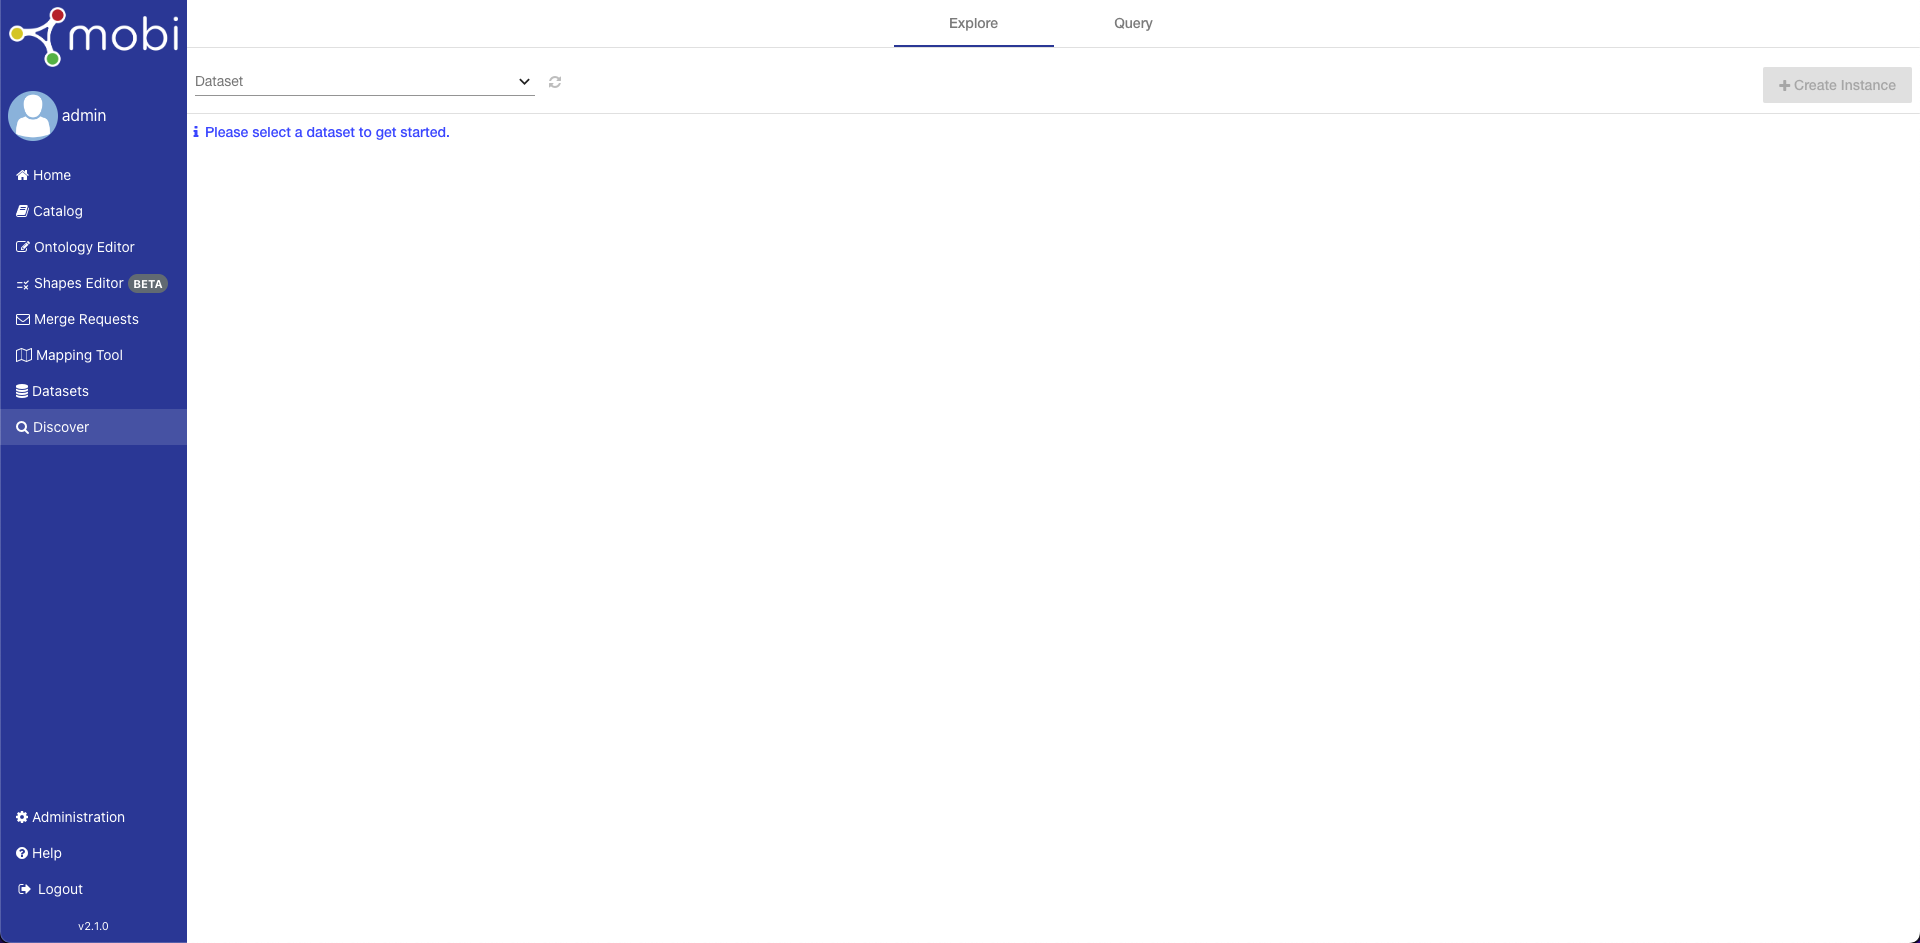 mobi
admin
Home
Catalog
Ontology Editor
Shapes Editor BETA
Merge Requests
Mapping Tool
Datasets
Discover
Administration
Help
Logout
v2.1.0
Explore
Query
Dataset
Create Instance
Please select a dataset to get started.